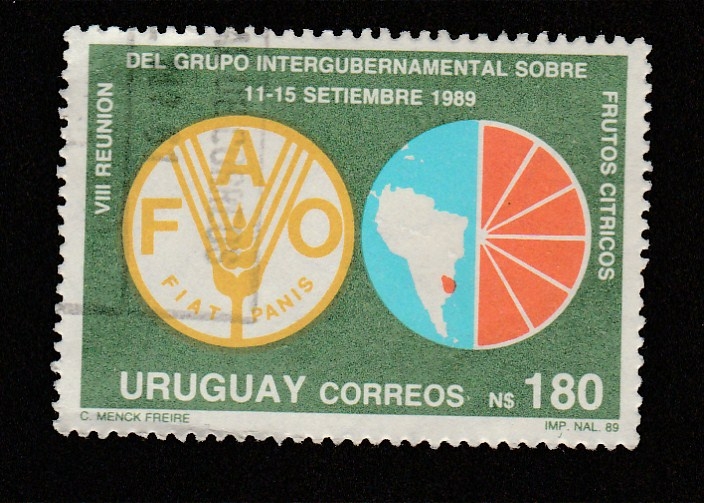 VIII REUNION
DEL GRUPO INTERGUBERNAMENTAL SOBRE
11-15 SETIEMBRE 1989
FRUTOS CITRICOS
F A O
FIAT PANIS
URUGUAY CORREOS N$ 180
C. MENCK FREIRE
IMP. NAL. 89